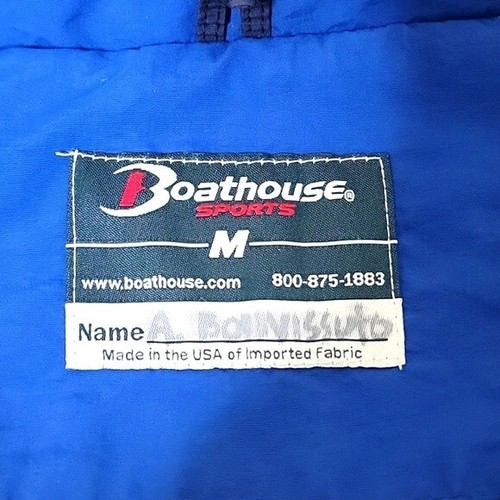 Boathouse®
SPORTS
M
www.boathouse.com 800-875-1883
Name A.
Made in the USA of Imported Fabric